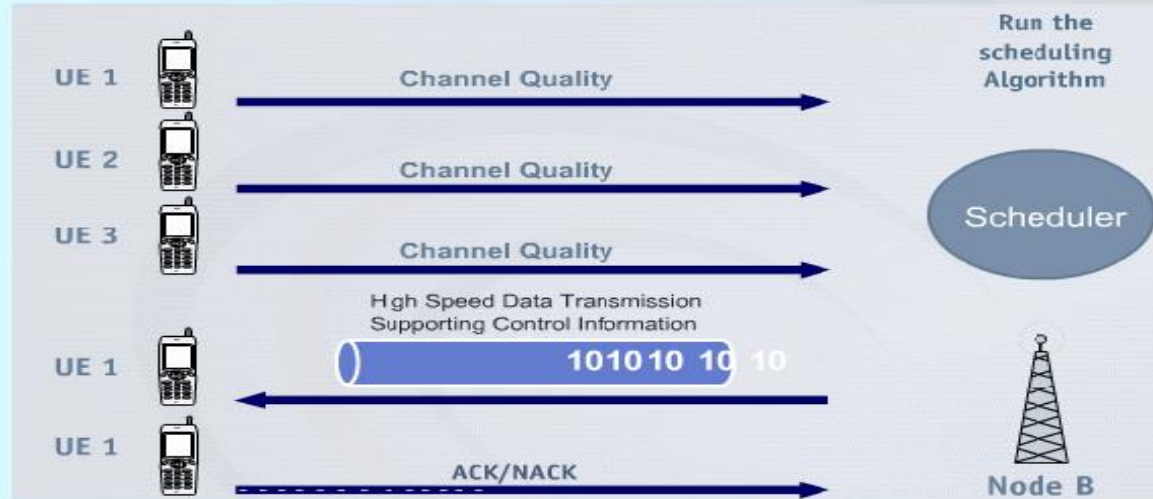 Run the
scheduling
Algorithm
UE 1
Channel Quality
UE 2
Channel Quality
Scheduler
UE 3
Channel Quality
High Speed Data Transmission
Supporting Control Information
UE 1
1010 10 10 10
UE 1
ACK/NACK
Node B